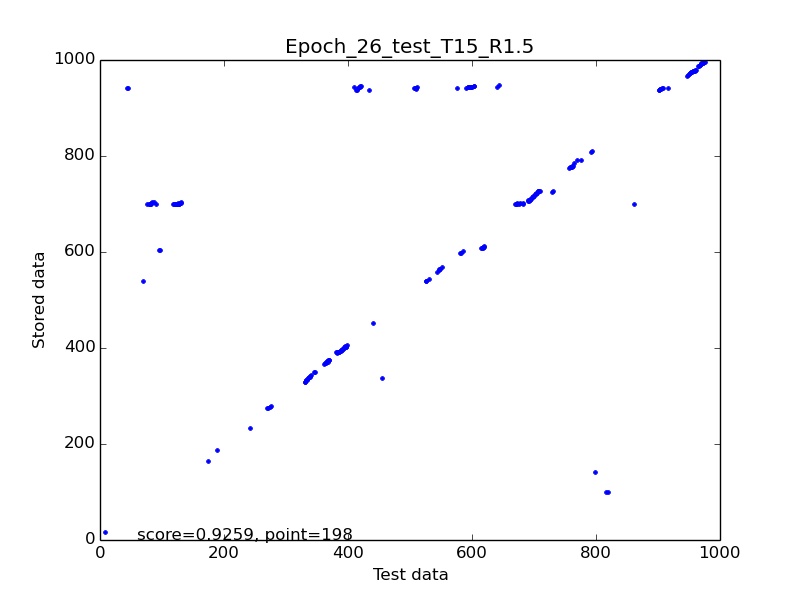 Epoch_26_test_T15_R1.5
1000
800
600
400
200
0
Stored data
score=0.9259, point=198
0 200 400 600 800 1000
Test data